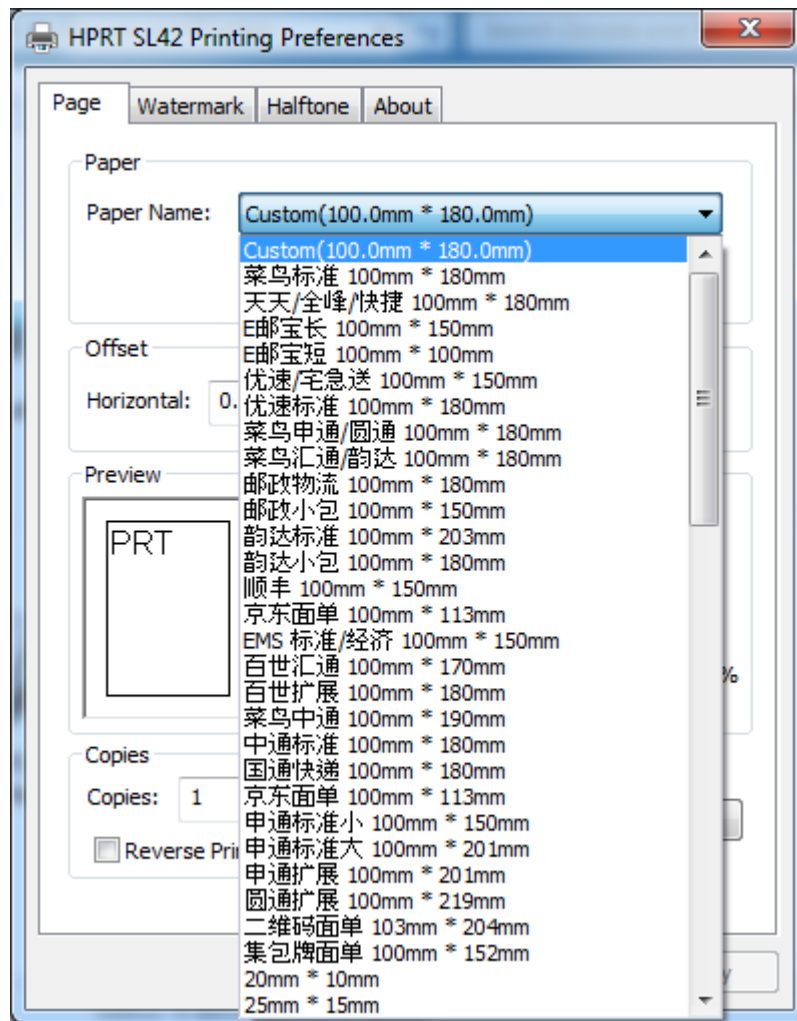 HPRT SL42 Printing Preferences
Page Watermark Halftone About
Paper
Paper Name: Custom(100.0mm * 180.0mm)
Custom(100.0mm * 180.0mm)
菜鸟标准 100mm * 180mm
天天/全峰/快捷 100mm * 180mm
E邮宝长 100mm * 150mm
E邮宝短 100mm * 100mm
优速/宅急送 100mm * 150mm
优速标准 100mm * 180mm
菜鸟申通/圆通 100mm * 180mm
菜鸟汇通/韵达 100mm * 180mm
邮政物流 100mm * 180mm
邮政小包 100mm * 150mm
韵达标准 100mm * 203mm
韵达小包 100mm * 180mm
顺丰 100mm * 150mm
京东面单 100mm * 113mm
EMS 标准/经济 100mm * 150mm
百世汇通 100mm * 170mm
百世扩展 100mm * 180mm
菜鸟中通 100mm * 190mm
中通标准 100mm * 180mm
国通快递 100mm * 180mm
京东面单 100mm * 113mm
申通标准小 100mm * 150mm
申通标准大 100mm * 201mm
申通扩展 100mm * 201mm
圆通扩展 100mm * 219mm
二维码面单 103mm * 204mm
集包牌面单 100mm * 152mm
20mm * 10mm
25mm * 15mm
Offset
Horizontal: 0.
Preview
PRT
%
Copies
Copies: 1
Reverse Pri